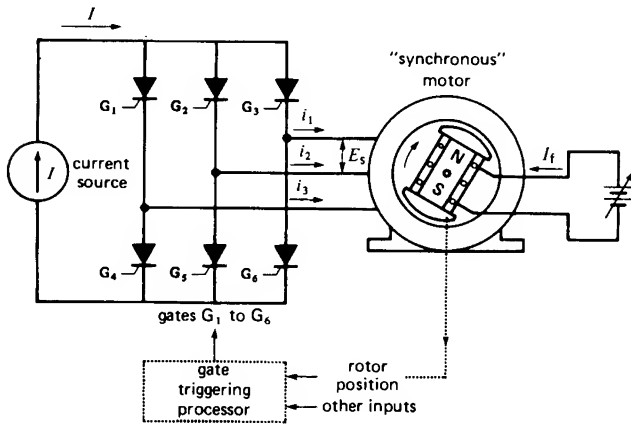 I
"synchronous"
motor
G₁
G₂
G₃
i₁
i₂
Eₛ
i₃
I
current
source
N
S
I_f
G₄
G₅
G₆
gates G₁ to G₆
gate
triggering
processor
rotor
position
other inputs